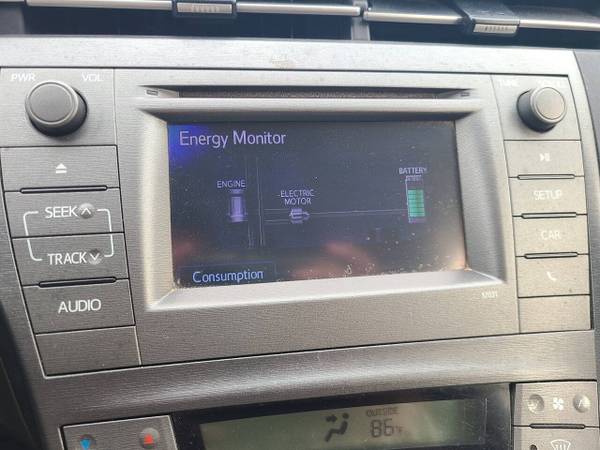 PWR
VOL
SEEK
TRACK
AUDIO
Energy Monitor
ENGINE
ELECTRIC
MOTOR
BATTERY
Consumption
SETUP
CAR
OUTSIDE
86°F